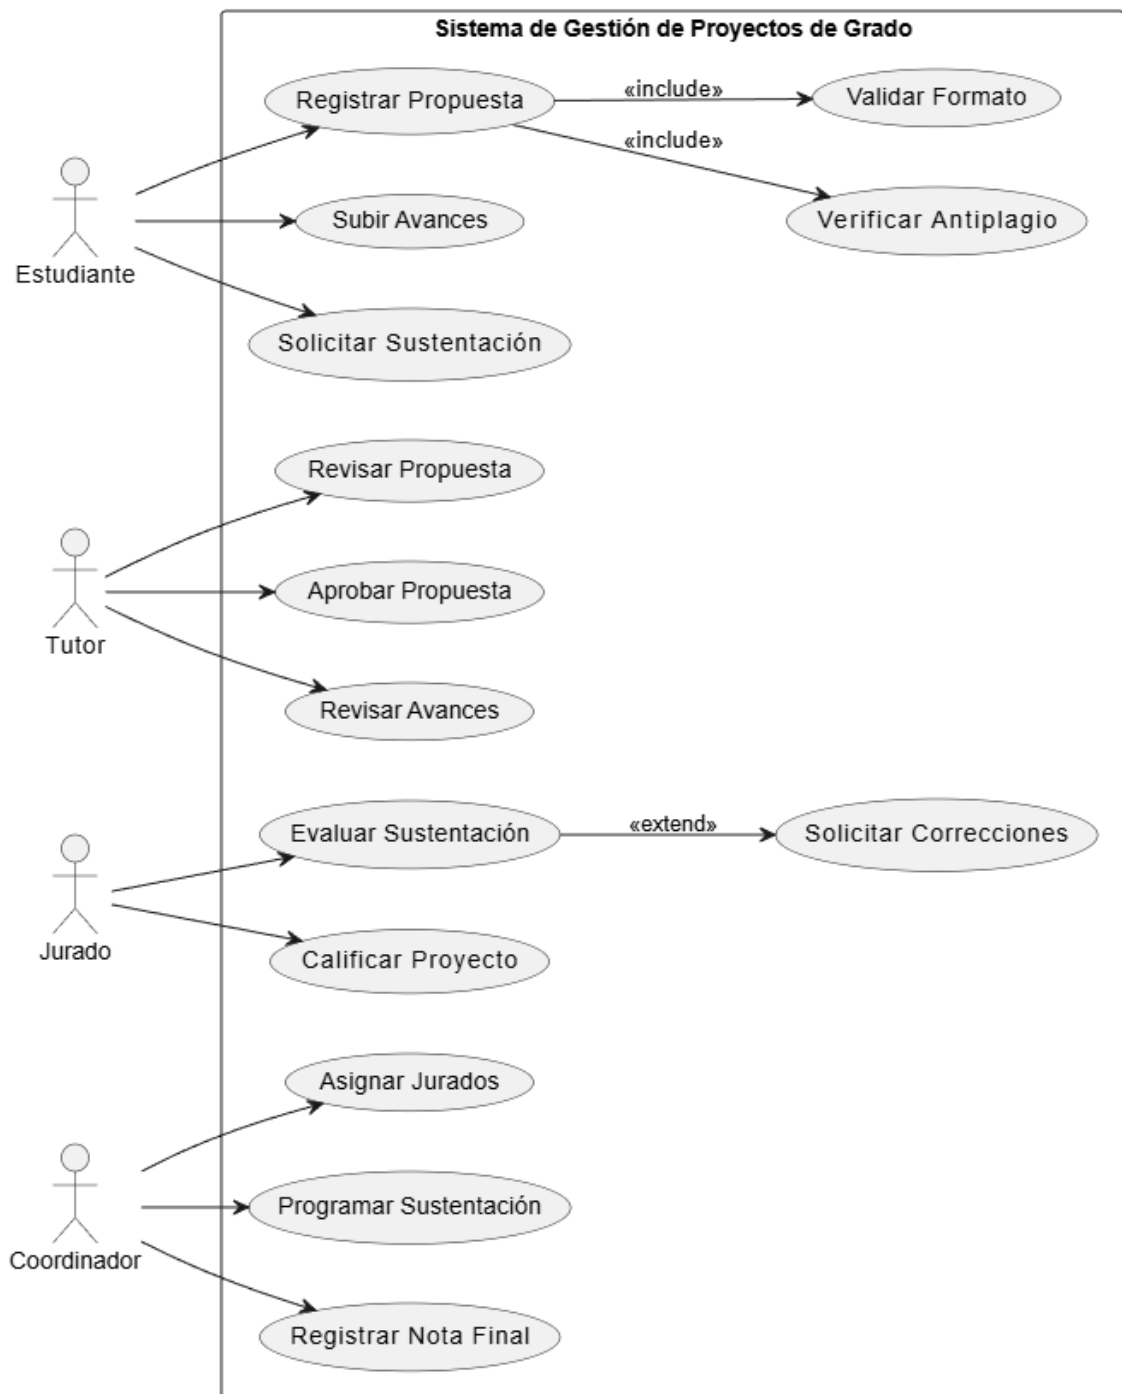 Sistema de Gestión de Proyectos de Grado
Registrar Propuesta
«include»
Validar Formato
«include»
Verificar Antiplagio
Subir Avances
Estudiante
Solicitar Sustentación
Revisar Propuesta
Aprobar Propuesta
Tutor
Revisar Avances
Evaluar Sustentación
«extend»
Solicitar Correcciones
Jurado
Calificar Proyecto
Asignar Jurados
Programar Sustentación
Coordinador
Registrar Nota Final